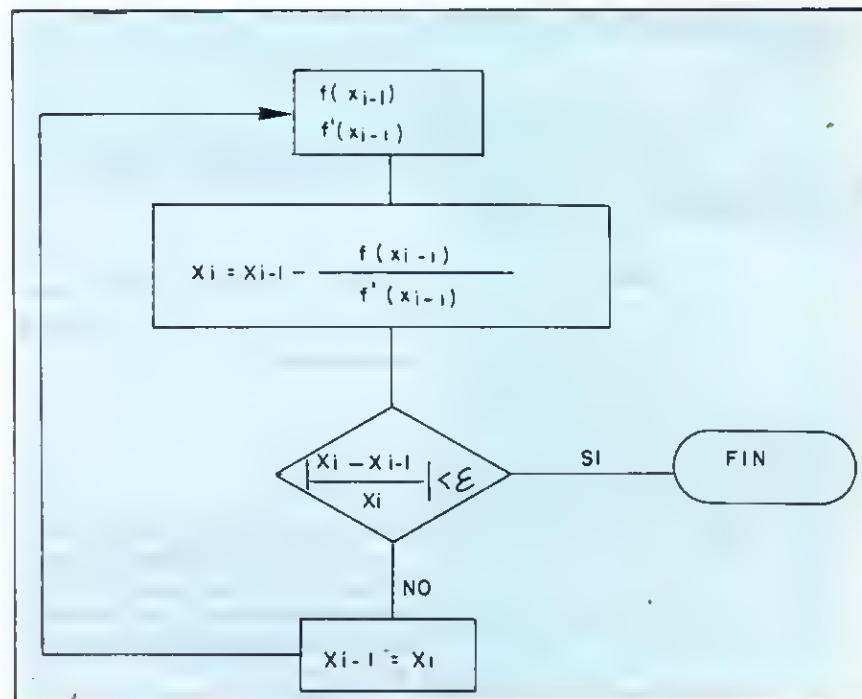 f(xi-1)
f'(xi-1)
xi = xi-1 - f(xi-1)
f'(xi-1)
|xi - xi-1
xi
| < ε
SI
FIN
NO
xi-1 = xi